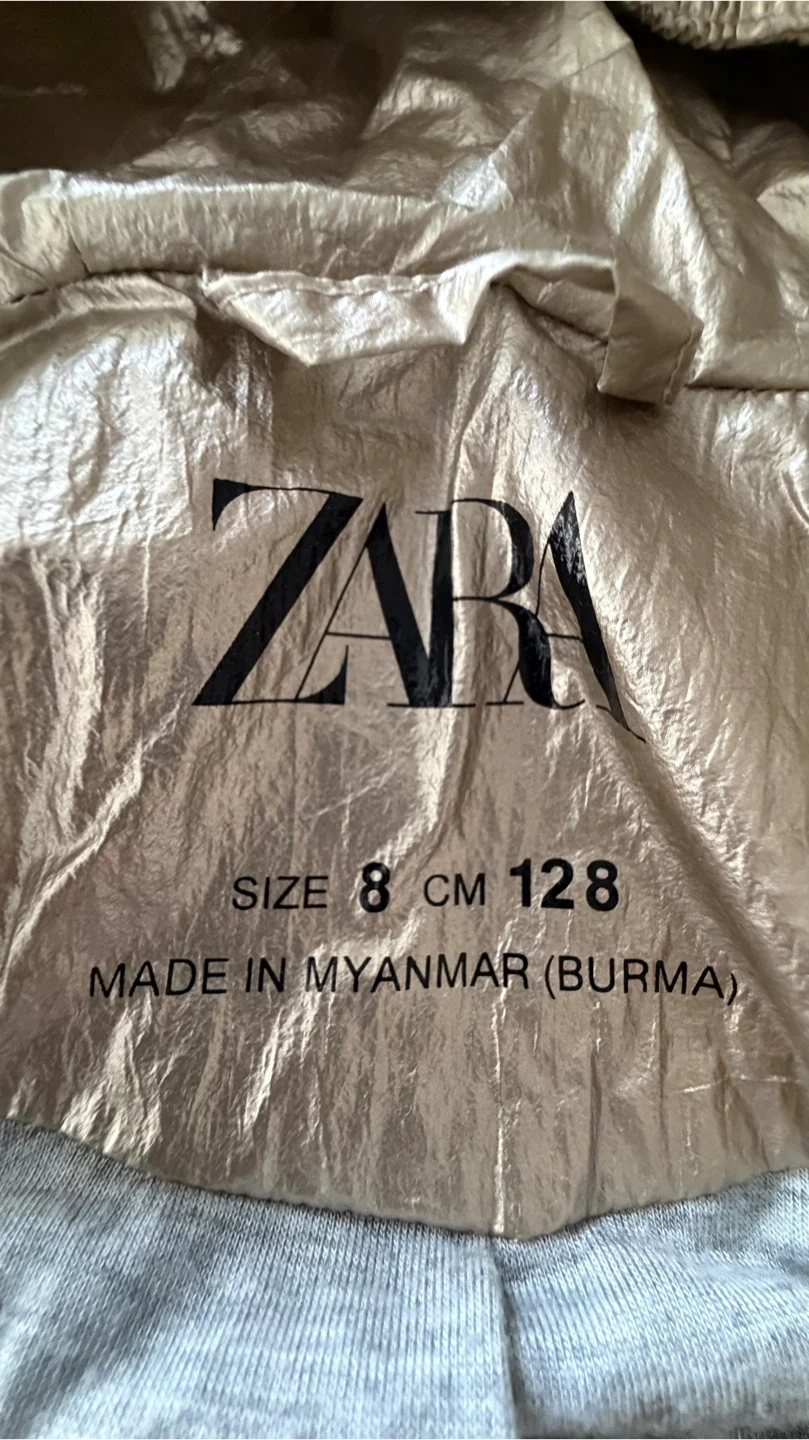 ZARA
SIZE 8 CM 128
MADE IN MYANMAR (BURMA)